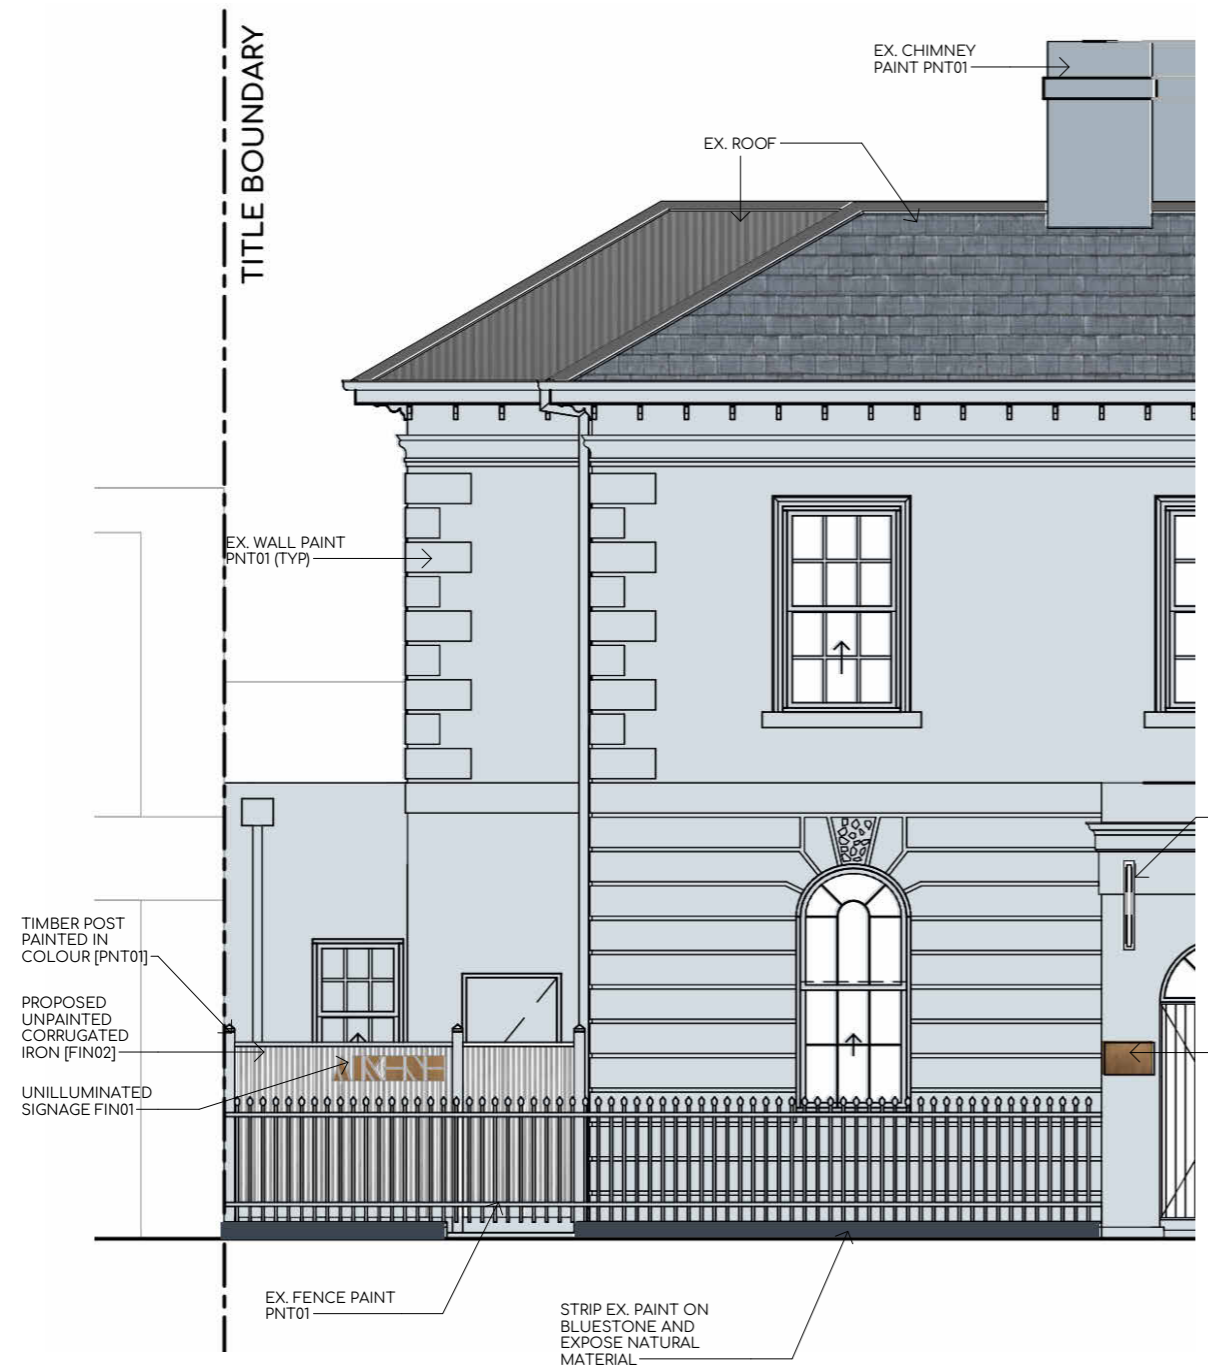 TITLE BOUNDARY
EX. CHIMNEY
PAINT PNT01
EX. ROOF
EX. WALL PAINT
PNT01 (TYP)
TIMBER POST
PAINTED IN
COLOUR [PNT01]
PROPOSED
UNPAINTED
CORRUGATED
IRON [FIN02]
UNILLUMINATED
SIGNAGE FIN01
EX. FENCE PAINT
PNT01
STRIP EX. PAINT ON
BLUESTONE AND
EXPOSE NATURAL
MATERIAL